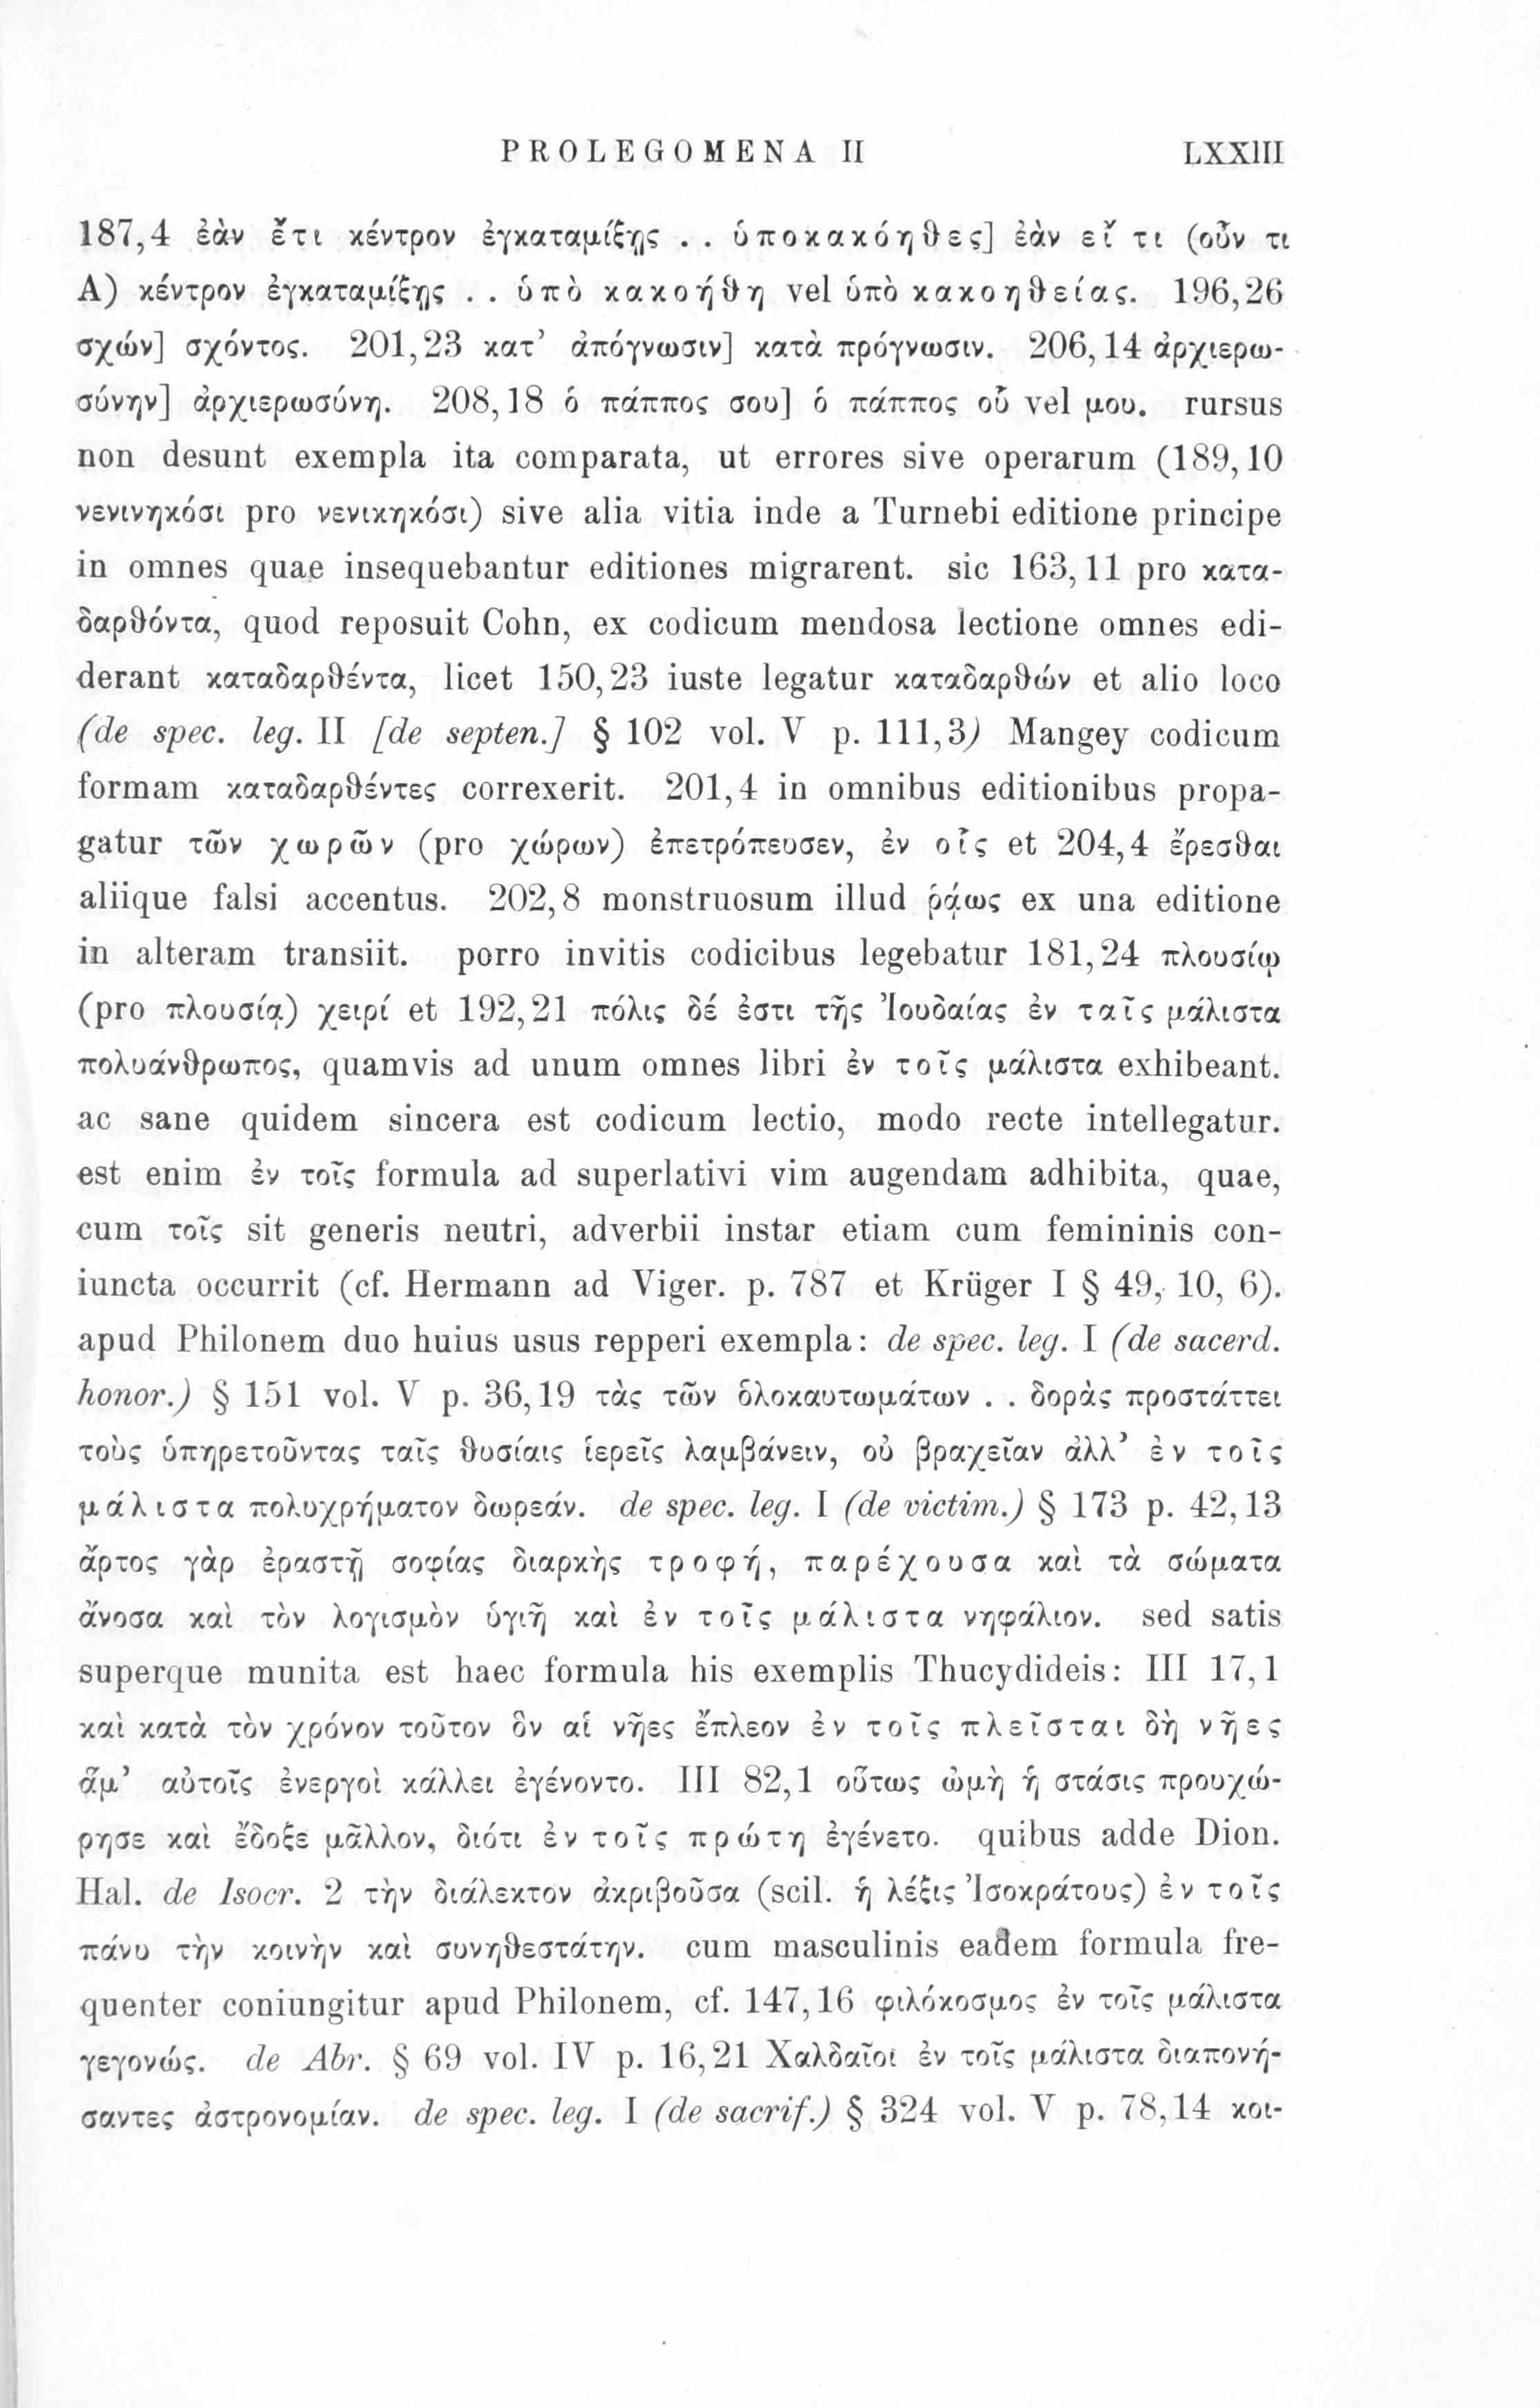 PROLEGOMENA II LXXIII
187,4 ἐὰν ἔτι κέντρον ἐγκαταμίξῃς . . ὑποκακόηθες] ἐὰν εἴ τι (οὖν τι
A) κέντρον ἐγκαταμίξῃς . . ὑπὸ κακοήθη vel ὑπὸ κακοηθείας. 196,26
σχών] σχόντος. 201,23 κατ’ ἀπόγνωσιν] κατὰ πρόγνωσιν. 206,14 ἀρχιερω-
σύνην] ἀρχιερωσύνη. 208,18 ὁ πάππος σου] ὁ πάππος οὗ vel μου. rursus
non desunt exempla ita comparata, ut errores sive operarum (189,10
νενινηκόσι pro νενικηκόσι) sive alia vitia inde a Turnebi editione principe
in omnes quae insequebantur editiones migrarent. sic 163,11 pro κατα-
δαρθόντα, quod reposuit Cohn, ex codicum mendosa lectione omnes edi-
derant καταδαρθέντα, licet 150,23 iuste legatur καταδαρθών et alio loco
(de spec. leg. II [de septen.] § 102 vol. V p. 111,3) Mangey codicum
formam καταδαρθέντες correxerit. 201,4 in omnibus editionibus propa-
gatur τῶν χωρῶν (pro χώρων) ἐπετρόπευσεν, ἐν οἷς et 204,4 ἔρεσθαι
aliique falsi accentus. 202,8 monstruosum illud ῥᾴως ex una editione
in alteram transiit. porro invitis codicibus legebatur 181,24 πλουσίῳ
(pro πλουσίᾳ) χειρί et 192,21 πόλις δέ ἐστι τῆς Ἰουδαίας ἐν ταῖς μάλιστα
πολυάνθρωπος, quamvis ad unum omnes libri ἐν τοῖς μάλιστα exhibeant.
ac sane quidem sincera est codicum lectio, modo recte intellegatur.
est enim ἐν τοῖς formula ad superlativi vim augendam adhibita, quae,
cum τοῖς sit generis neutri, adverbii instar etiam cum femininis con-
iuncta occurrit (cf. Hermann ad Viger. p. 787 et Krüger I § 49, 10, 6).
apud Philonem duo huius usus repperi exempla: de spec. leg. I (de sacerd.
honor.) § 151 vol. V p. 36,19 τὰς τῶν ὁλοκαυτωμάτων . . δορὰς προστάττει
τοὺς ὑπηρετοῦντας ταῖς θυσίαις ἱερεῖς λαμβάνειν, οὐ βραχεῖαν ἀλλ’ ἐν τοῖς
μάλιστα πολυχρήματον δωρεάν. de spec. leg. I (de victim.) § 173 p. 42,13
ἄρτος γὰρ ἐραστῇ σοφίας διαρκὴς τροφή, παρέχουσα καὶ τὰ σώματα
ἄνοσα καὶ τὸν λογισμὸν ὑγιῆ καὶ ἐν τοῖς μάλιστα νηφάλιον. sed satis
superque munita est haec formula his exemplis Thucydideis: III 17,1
καὶ κατὰ τὸν χρόνον τοῦτον ὃν αἱ νῆες ἔπλεον ἐν τοῖς πλεῖσται δὴ νῆες
ἅμ’ αὐτοῖς ἐνεργοὶ κάλλει ἐγένοντο. III 82,1 οὕτως ὠμὴ ἡ στάσις προυχώ-
ρησε καὶ ἔδοξε μᾶλλον, διότι ἐν τοῖς πρώτη ἐγένετο. quibus adde Dion.
Hal. de Isocr. 2 τὴν διάλεκτον ἀκριβοῦσα (scil. ἡ λέξις Ἰσοκράτους) ἐν τοῖς
πάνυ τὴν κοινὴν καὶ συνηθεστάτην. cum masculinis eadem formula fre-
quenter coniungitur apud Philonem, cf. 147,16 φιλόκοσμος ἐν τοῖς μάλιστα
γεγονώς. de Abr. § 69 vol. IV p. 16,21 Χαλδαῖοι ἐν τοῖς μάλιστα διαπονή-
σαντες ἀστρονομίαν. de spec. leg. I (de sacrif.) § 324 vol. V p. 78,14 κοι-